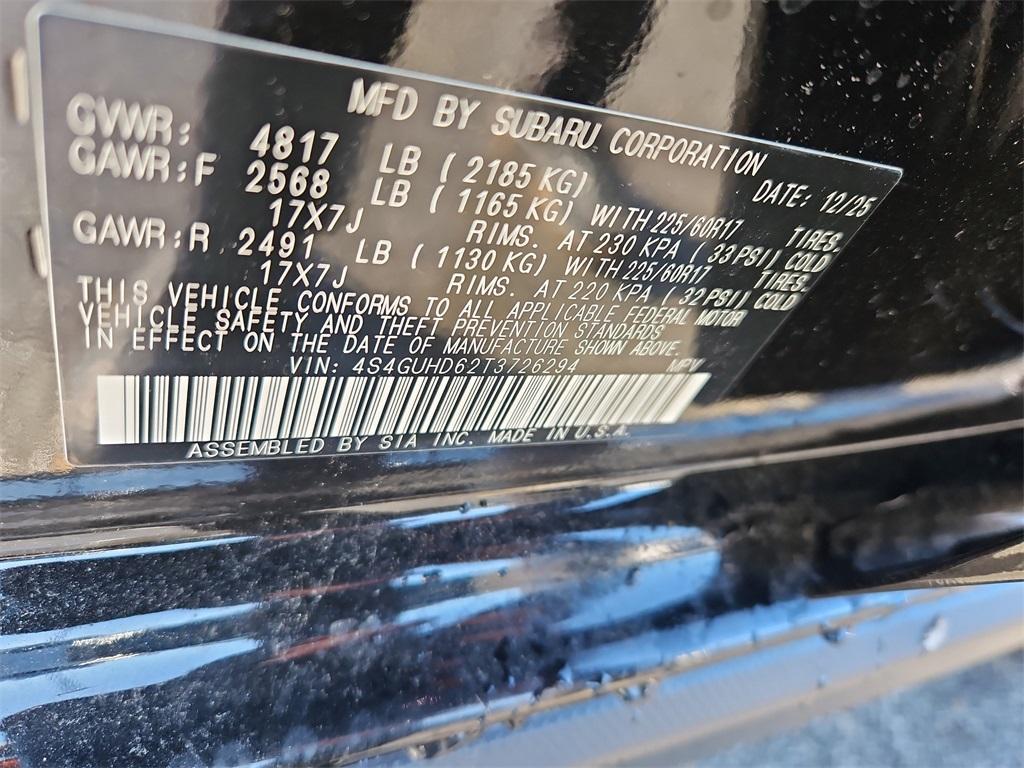 MFD BY SUBARU CORPORATION
DATE: 12/25
GVWR: 4817 LB ( 2185 KG)
GAWR:F 2568 LB ( 1165 KG) WITH 225/60R17 TIRES.
17X7J RIMS. AT 230 KPA ( 33 PSI) COLD
GAWR:R 2491 LB ( 1130 KG) WITH 225/60R17 TIRES.
17X7J RIMS. AT 220 KPA ( 32 PSI) COLD
THIS VEHICLE CONFORMS TO ALL APPLICABLE FEDERAL MOTOR
VEHICLE SAFETY AND THEFT PREVENTION STANDARDS
IN EFFECT ON THE DATE OF MANUFACTURE SHOWN ABOVE.
VIN: 4S4GUHD62T3726294 MPV
ASSEMBLED BY SIA INC. MADE IN U.S.A.